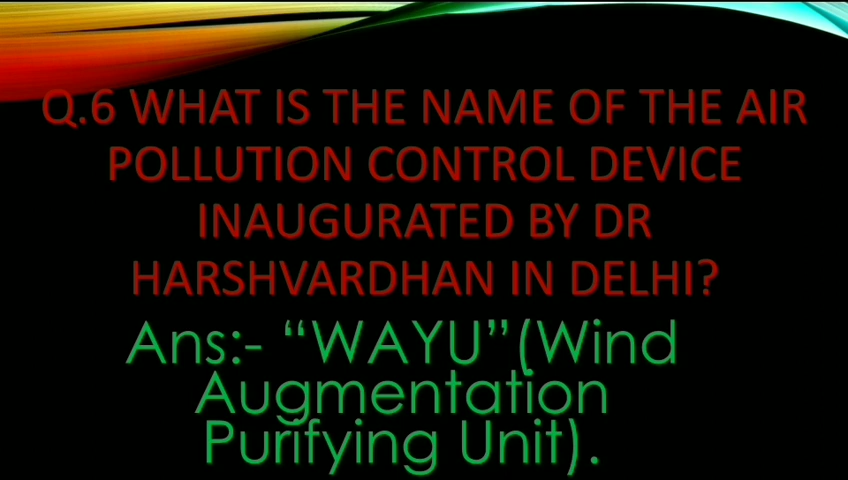 Q.6 WHAT IS THE NAME OF THE AIR
POLLUTION CONTROL DEVICE
INAUGURATED BY DR
HARSHVARDHAN IN DELHI?
Ans:- “WAYU”(Wind
Augmentation
Purifying Unit).